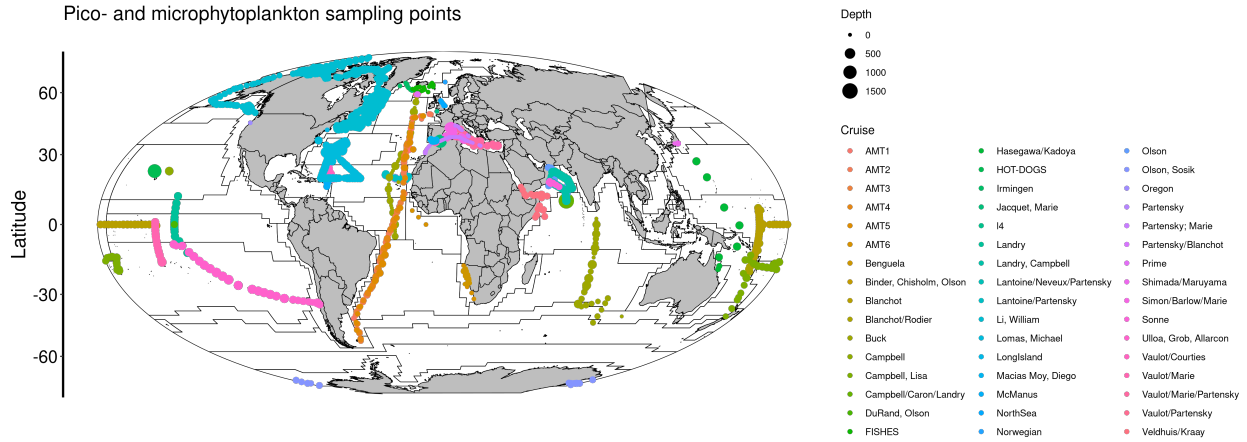 Pico- and microphytoplankton sampling points
Latitude
60
30
0
-30
-60
Depth
0
500
1000
1500
Cruise
AMT1
AMT2
AMT3
AMT4
AMT5
AMT6
Benguela
Binder, Chisholm, Olson
Blanchot
Blanchot/Rodier
Buck
Campbell
Campbell, Lisa
Campbell/Caron/Landry
DuRand, Olson
FISHES
Hasegawa/Kadoya
HOT-DOGS
Irmingen
Jacquet, Marie
I4
Landry
Landry, Campbell
Lantoine/Neveux/Partensky
Lantoine/Partensky
Li, William
Lomas, Michael
LongIsland
Macias Moy, Diego
McManus
NorthSea
Norwegian
Olson
Olson, Sosik
Oregon
Partensky
Partensky; Marie
Partensky/Blanchot
Prime
Shimada/Maruyama
Simon/Barlow/Marie
Sonne
Ulloa, Grob, Allarcon
Vaulot/Courties
Vaulot/Marie
Vaulot/Marie/Partensky
Vaulot/Partensky
Veldhuis/Kraay